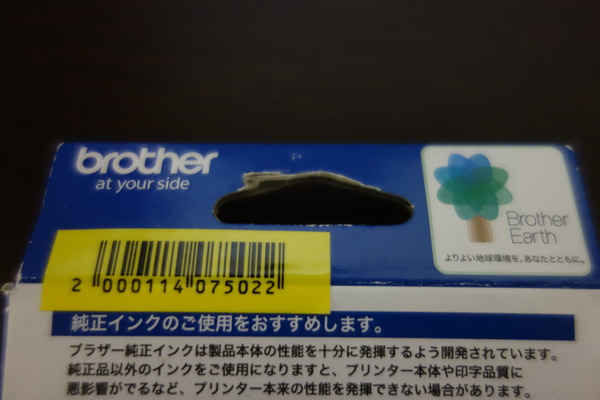 brother
at your side
Brother
Earth
よりよい地球環境を、あなたとともに。
2 000114 075022
純正インクのご使用をおすすめします。
ブラザー純正インクは製品本体の性能を十分に発揮するよう開発されています。
純正品以外のインクをご使用になりますと、プリンター本体や印字品質に
悪影響がでるなど、プリンター本来の性能を発揮できない場合があります。